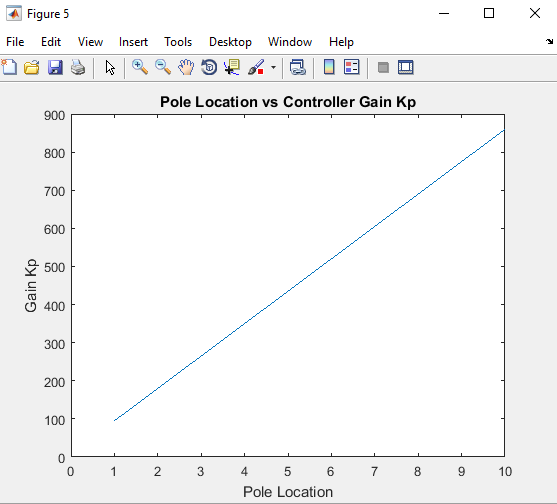 Figure 5
File Edit View Insert Tools Desktop Window Help
Pole Location vs Controller Gain Kp
900
800
700
600
500
400
300
200
100
0
Gain Kp
0 1 2 3 4 5 6 7 8 9 10
Pole Location